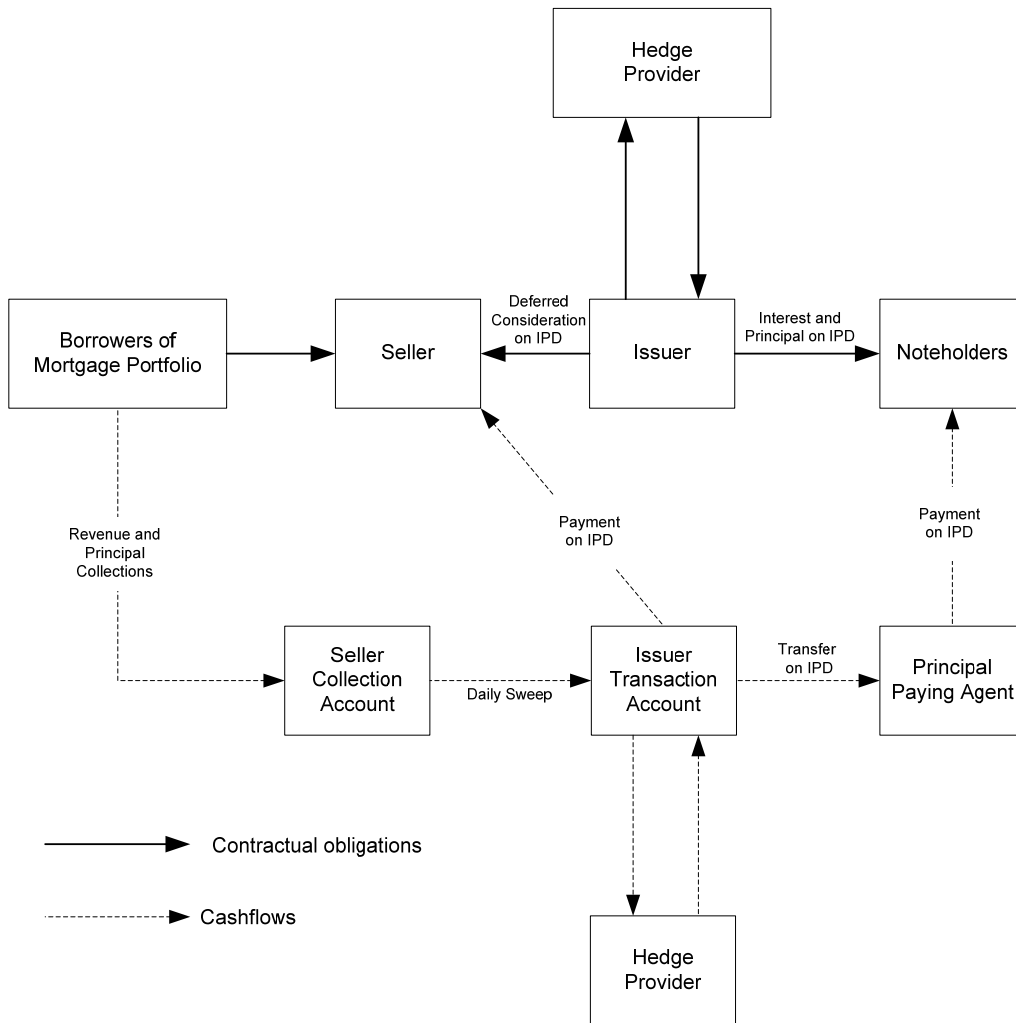 Hedge
Provider
Deferred
Consideration
on IPD
Interest and
Principal on IPD
Borrowers of
Mortgage Portfolio
Seller
Issuer
Noteholders
Revenue and
Principal
Collections
Payment
on IPD
Payment
on IPD
Seller
Collection
Account
Daily Sweep
Issuer
Transaction
Account
Transfer
on IPD
Principal
Paying Agent
Contractual obligations
Cashflows
Hedge
Provider